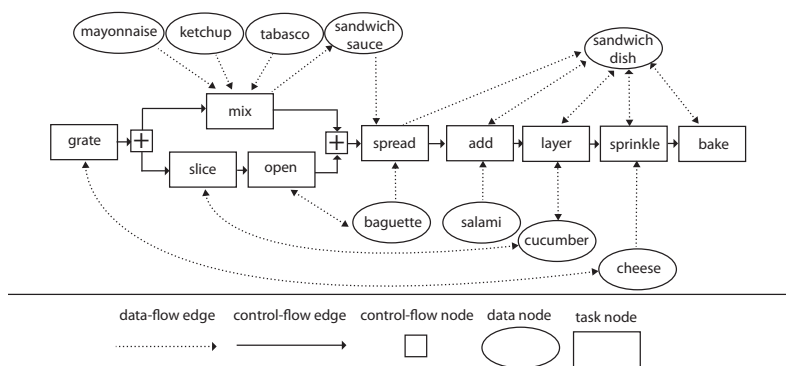 mayonnaise
ketchup
tabasco
sandwich
sauce
sandwich
dish
mix
grate
+
+
spread
add
layer
sprinkle
bake
slice
open
baguette
salami
cucumber
cheese
data-flow edge
control-flow edge
control-flow node
data node
task node